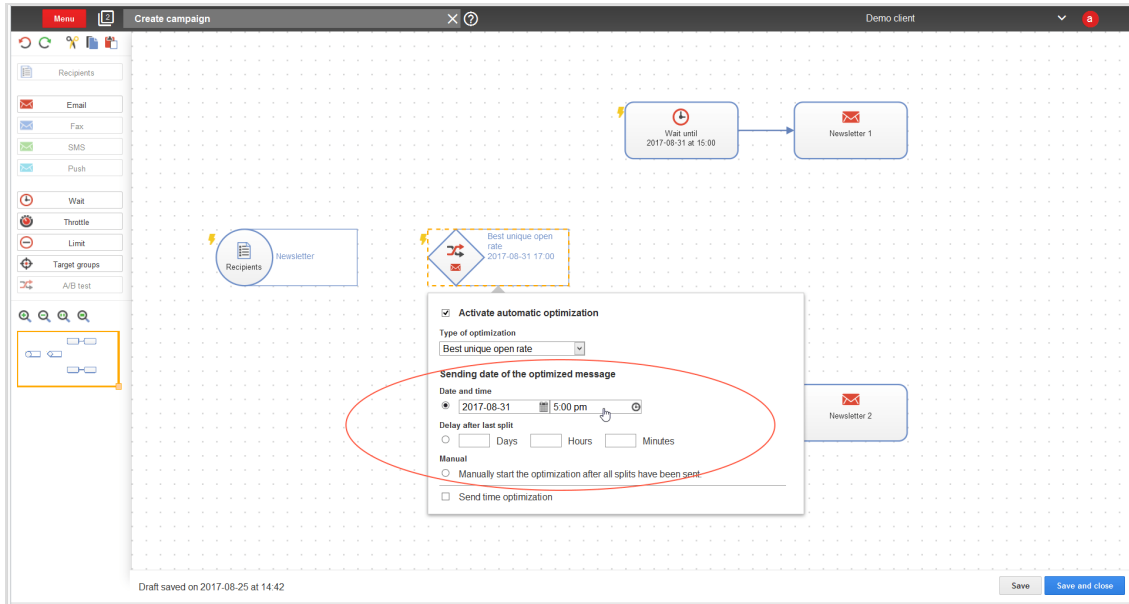 Menu
2
Create campaign
?
Demo client
a
Recipients
Email
Fax
SMS
Push
Wait
Throttle
Limit
Target groups
A/B test
Wait until
2017-08-31 at 15:00
Newsletter 1
Recipients
Newsletter
Best unique open
rate
2017-08-31 17:00
Activate automatic optimization
Type of optimization
Best unique open rate
Sending date of the optimized message
Date and time
2017-08-31
5:00 pm
Delay after last split
Days
Hours
Minutes
Manual
Manually start the optimization after all splits have been sent.
Send time optimization
Newsletter 2
Draft saved on 2017-08-25 at 14:42
Save
Save and close